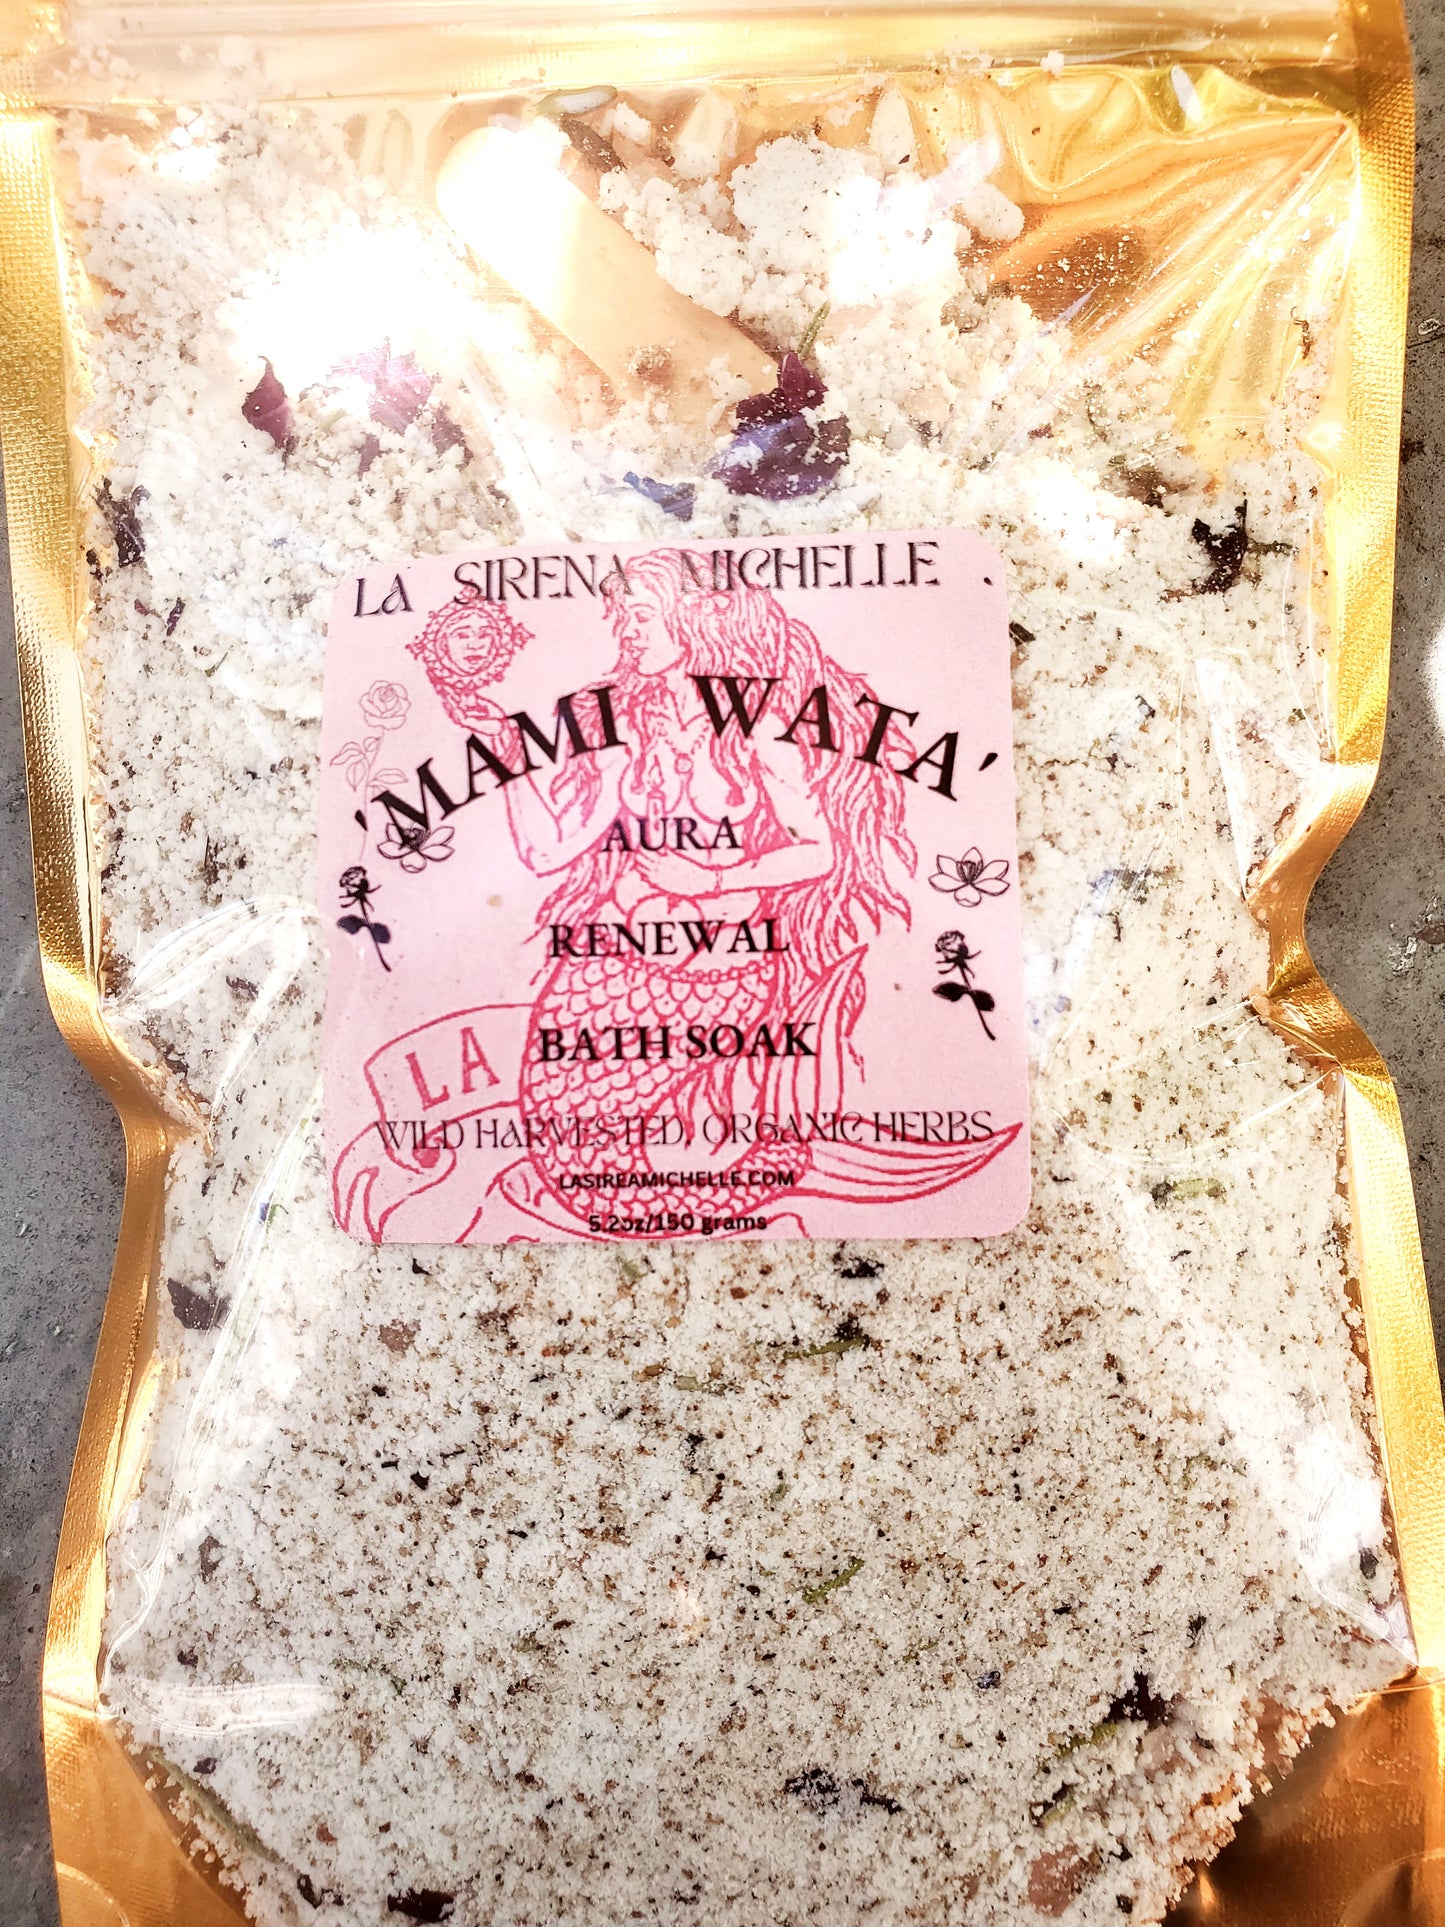 LA SIRENA MICHELLE .
'MAMI WATA'
AURA
RENEWAL
BATH SOAK
LA
WILD HARVESTED, ORGANIC HERBS
LASIREAMICHELLE.COM
5.2oz/150 grams